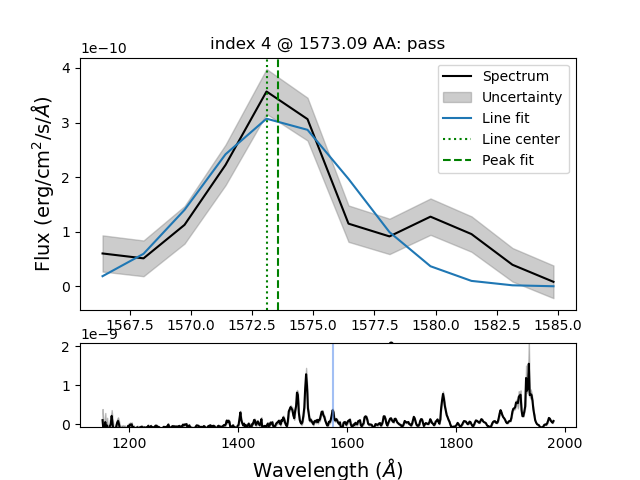 index 4 @ 1573.09 AA: pass
1e−10
Flux (erg/cm²/s/Å)
4
3
2
1
0
Spectrum
Uncertainty
Line fit
Line center
Peak fit
1567.5 1570.0 1572.5 1575.0 1577.5 1580.0 1582.5 1585.0
1e−9
2
1
0
1200 1400 1600 1800 2000
Wavelength (Å)